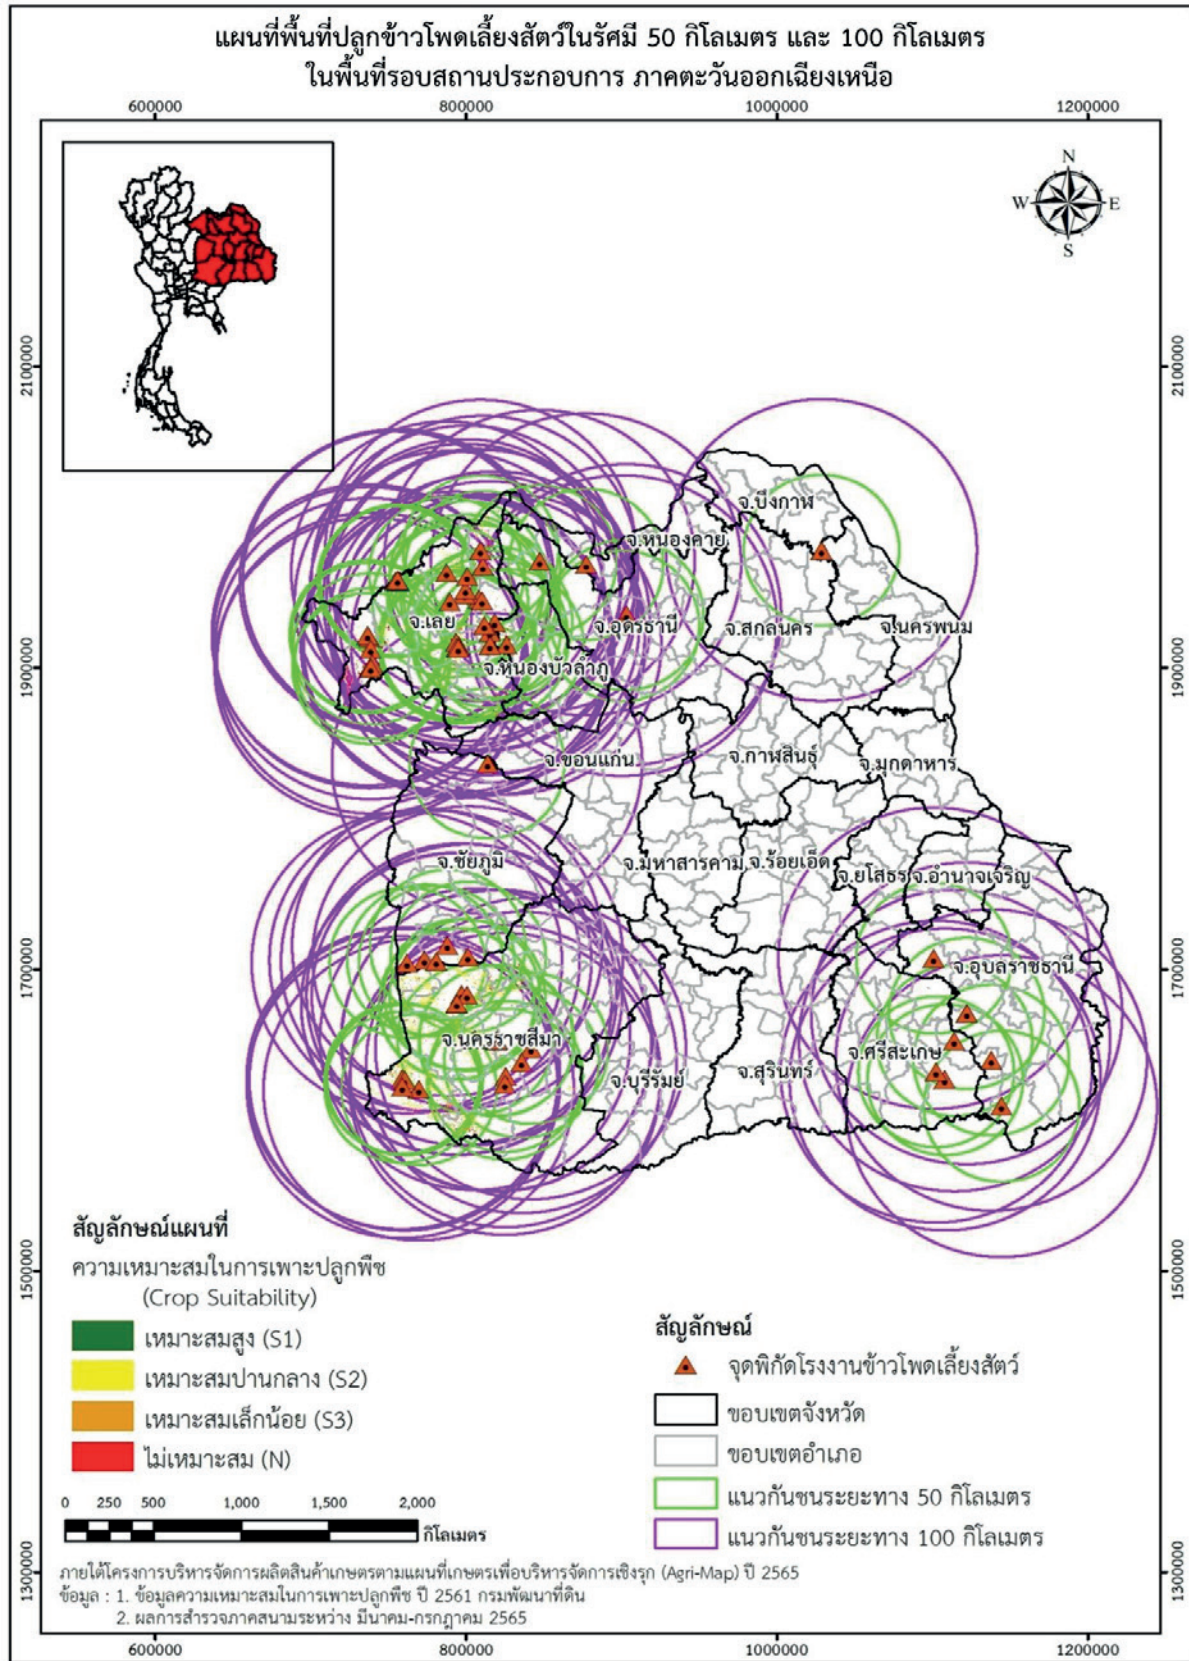 แผนที่พื้นที่ปลูกข้าวโพดเลี้ยงสัตว์ในรัศมี 50 กิโลเมตร และ 100 กิโลเมตร
ในพื้นที่รอบสถานประกอบการ ภาคตะวันออกเฉียงเหนือ
600000 800000 1000000 1200000
N
W E
S
2100000 2100000
จ.บึงกาฬ
จ.หนองคาย
จ.เลย จ.อุดรธานี จ.สกลนคร จ.นครพนม
จ.หนองบัวลำภู
1900000 1900000
จ.ขอนแก่น จ.กาฬสินธุ์ จ.มุกดาหาร
จ.ชัยภูมิ จ.มหาสารคาม จ.ร้อยเอ็ด จ.ยโสธร จ.อำนาจเจริญ
1700000 1700000
จ.อุบลราชธานี
จ.นครราชสีมา จ.ศรีสะเกษ
จ.บุรีรัมย์ จ.สุรินทร์
1500000 1500000
สัญลักษณ์แผนที่
ความเหมาะสมในการเพาะปลูกพืช
(Crop Suitability)
เหมาะสมสูง (S1)
เหมาะสมปานกลาง (S2)
เหมาะสมเล็กน้อย (S3)
ไม่เหมาะสม (N)
0 250 500 1,000 1,500 2,000
กิโลเมตร
สัญลักษณ์
จุดพิกัดโรงงานข้าวโพดเลี้ยงสัตว์
ขอบเขตจังหวัด
ขอบเขตอำเภอ
แนวกันชนระยะทาง 50 กิโลเมตร
แนวกันชนระยะทาง 100 กิโลเมตร
1300000 1300000
ภายใต้โครงการบริหารจัดการผลิตสินค้าเกษตรตามแผนที่เกษตรเพื่อบริหารจัดการเชิงรุก (Agri-Map) ปี 2565
ข้อมูล : 1. ข้อมูลความเหมาะสมในการเพาะปลูกพืช ปี 2561 กรมพัฒนาที่ดิน
2. ผลการสำรวจภาคสนามระหว่าง มีนาคม-กรกฎาคม 2565
600000 800000 1000000 1200000